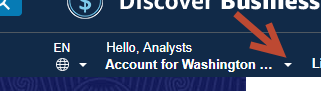 Discover Business
EN
Hello, Analysts
Account for Washington ...